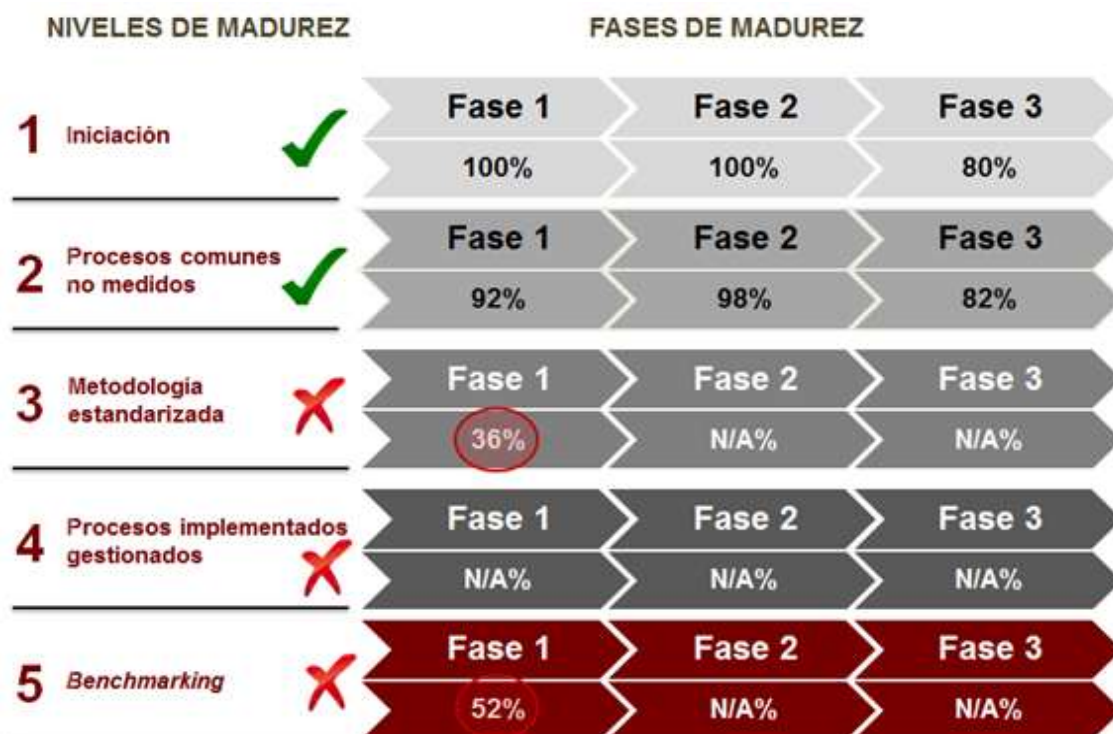 NIVELES DE MADUREZ
FASES DE MADUREZ
1 Iniciación
Fase 1 Fase 2 Fase 3
100% 100% 80%
2 Procesos comunes
no medidos
Fase 1 Fase 2 Fase 3
92% 98% 82%
3 Metodología
estandarizada
Fase 1 Fase 2 Fase 3
36% N/A% N/A%
4 Procesos implementados
gestionados
Fase 1 Fase 2 Fase 3
N/A% N/A% N/A%
5 Benchmarking
Fase 1 Fase 2 Fase 3
52% N/A% N/A%